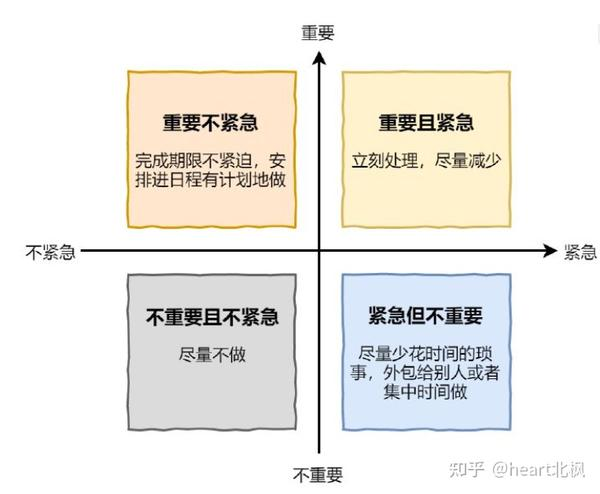 重要
重要不紧急
完成期限不紧迫，安
排进日程有计划地做
重要且紧急
立刻处理，尽量减少
不紧急
紧急
不重要且不紧急
尽量不做
紧急但不重要
尽量少花时间的琐
事，外包给别人或者
集中时间做
不重要
知乎 @heart北枫